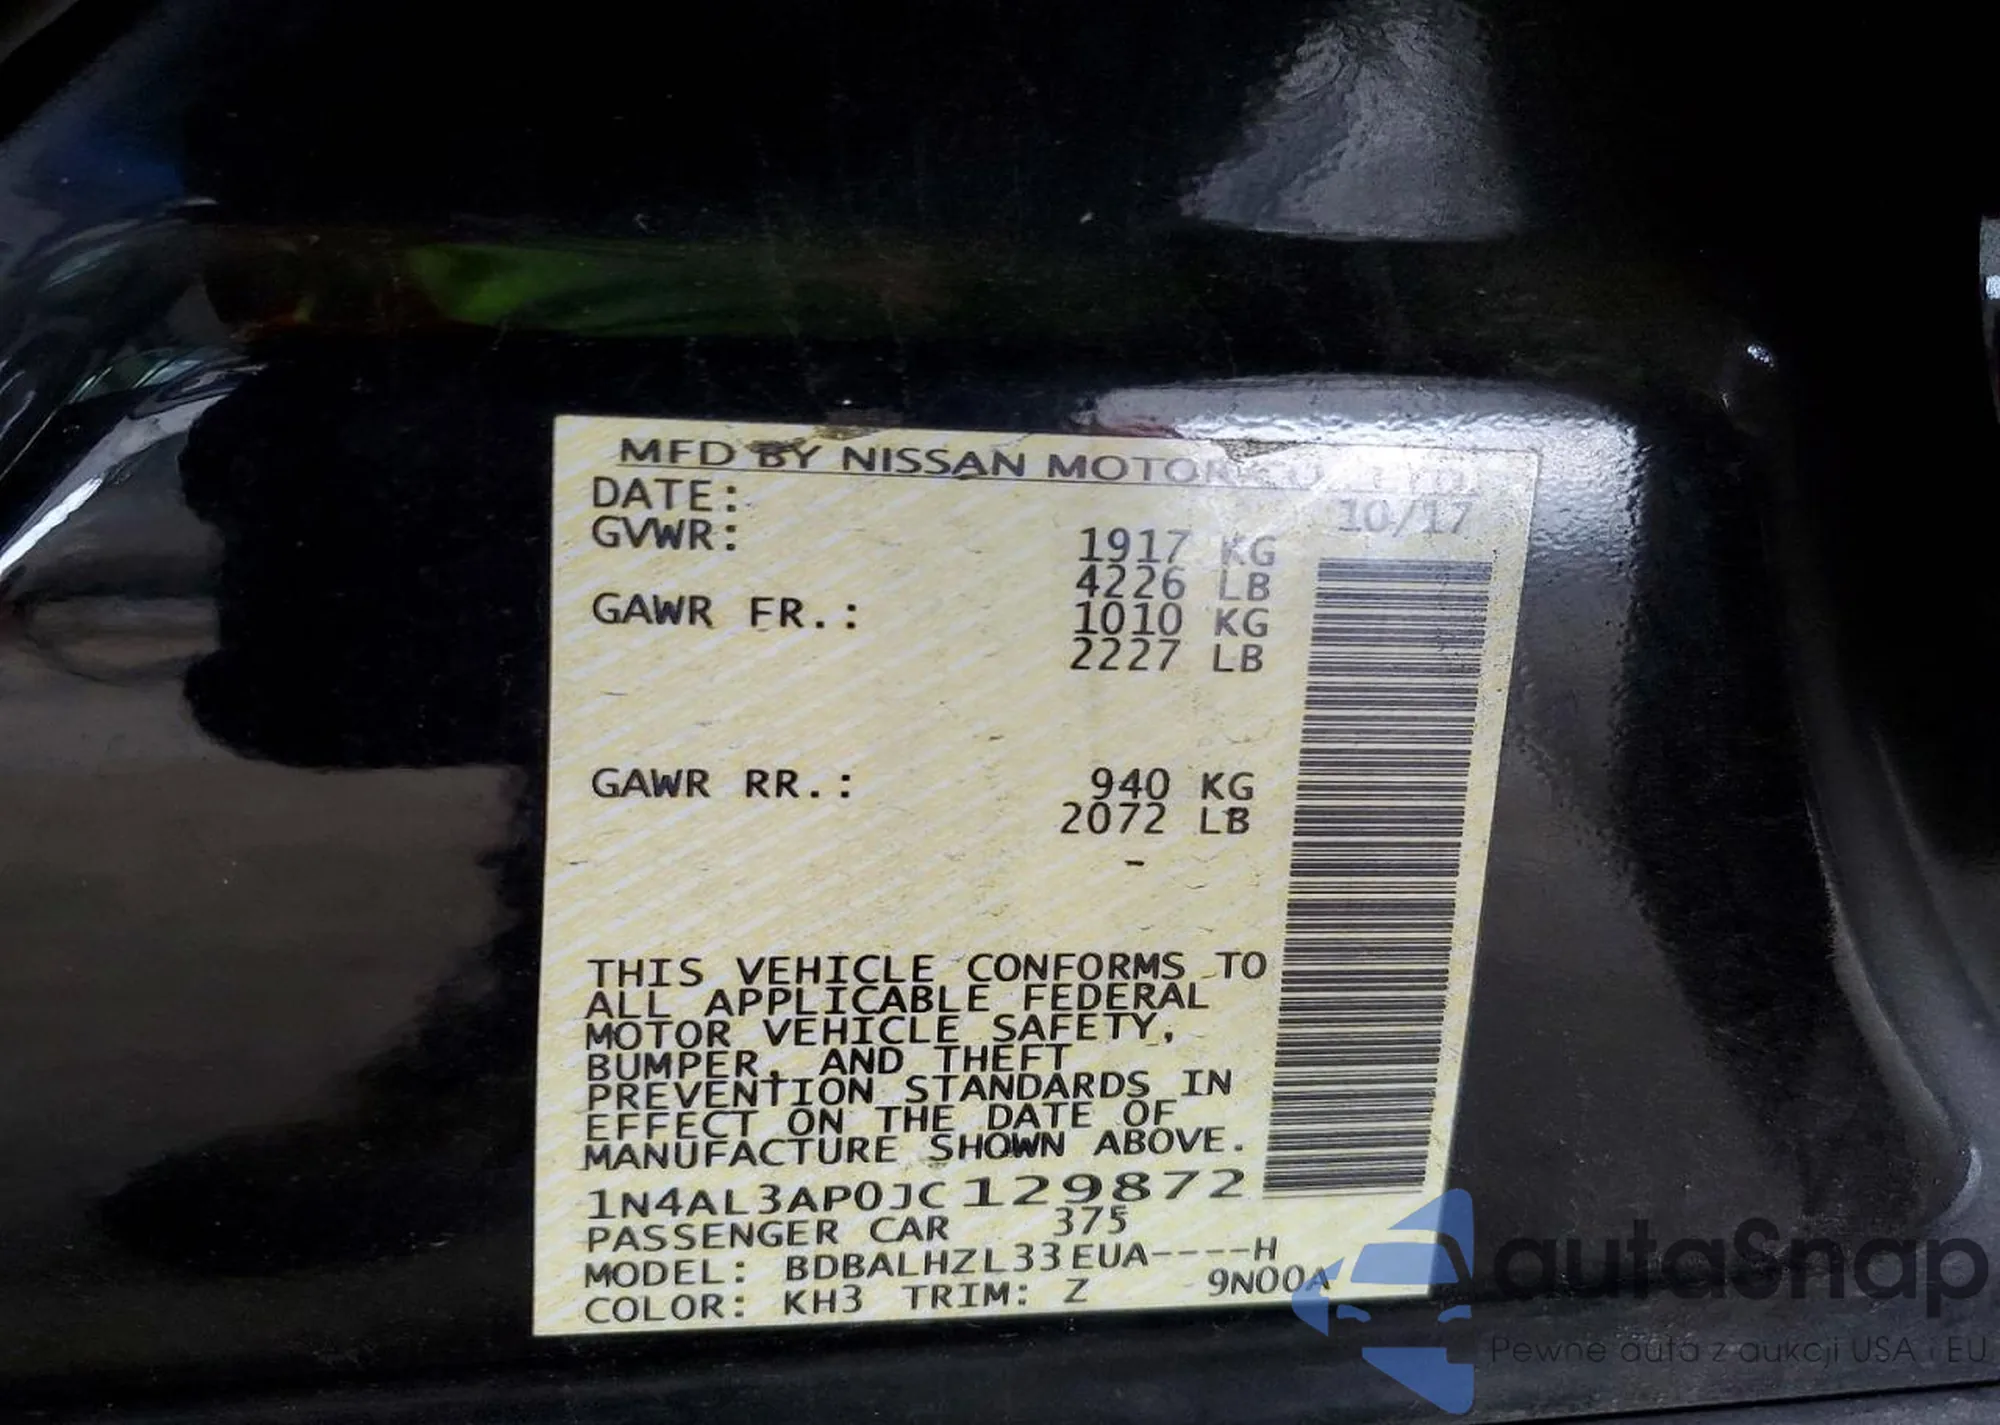 MFD BY NISSAN MOTOR CO., LTD.
DATE: 10/17
GVWR: 1917 KG
4226 LB
GAWR FR.: 1010 KG
2227 LB
GAWR RR.: 940 KG
2072 LB
-
THIS VEHICLE CONFORMS TO
ALL APPLICABLE FEDERAL
MOTOR VEHICLE SAFETY,
BUMPER, AND THEFT
PREVENTION STANDARDS IN
EFFECT ON THE DATE OF
MANUFACTURE SHOWN ABOVE.
1N4AL3AP0JC129872
PASSENGER CAR 375
MODEL: BDBALHZL33EUA----H
COLOR: KH3 TRIM: Z 9N00A
autaSnap
Pewne auta z aukcji USA i EU